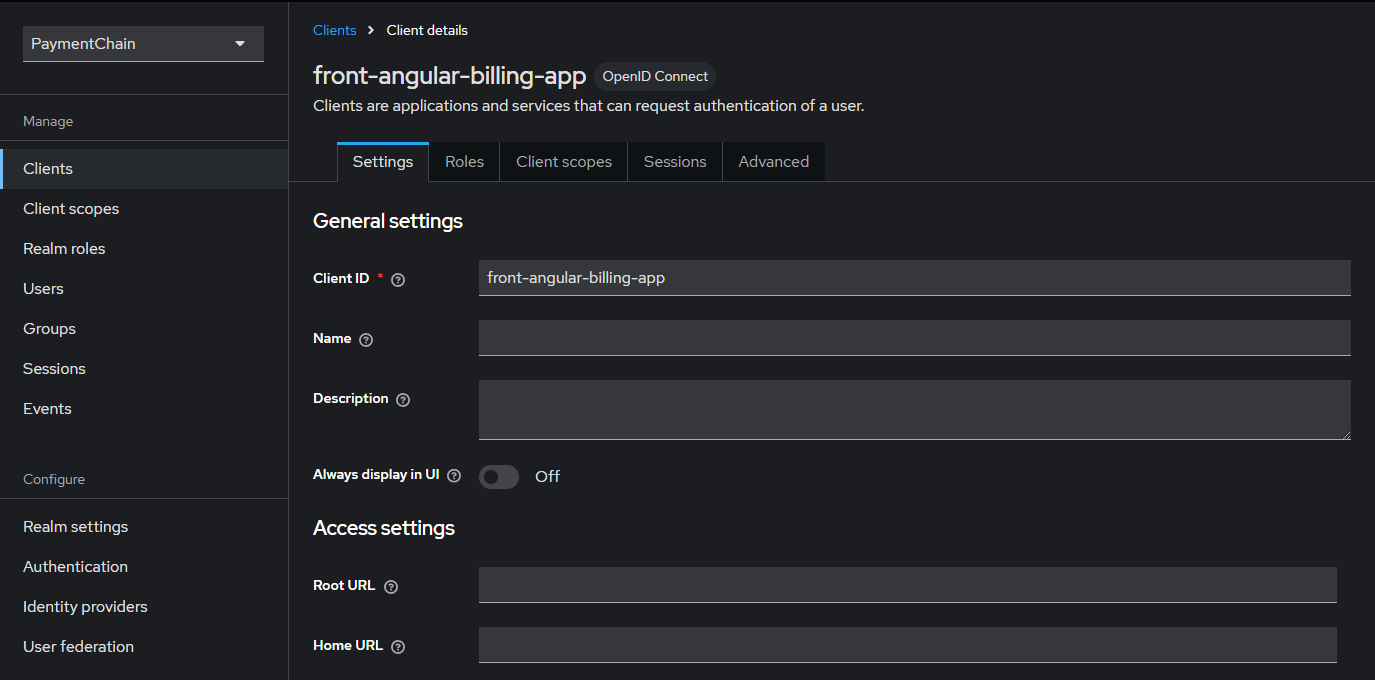 PaymentChain
Manage
Clients
Client scopes
Realm roles
Users
Groups
Sessions
Events
Configure
Realm settings
Authentication
Identity providers
User federation
Clients > Client details
front-angular-billing-app OpenID Connect
Clients are applications and services that can request authentication of a user.
Settings Roles Client scopes Sessions Advanced
General settings
Client ID * front-angular-billing-app
Name
Description
Always display in UI Off
Access settings
Root URL
Home URL